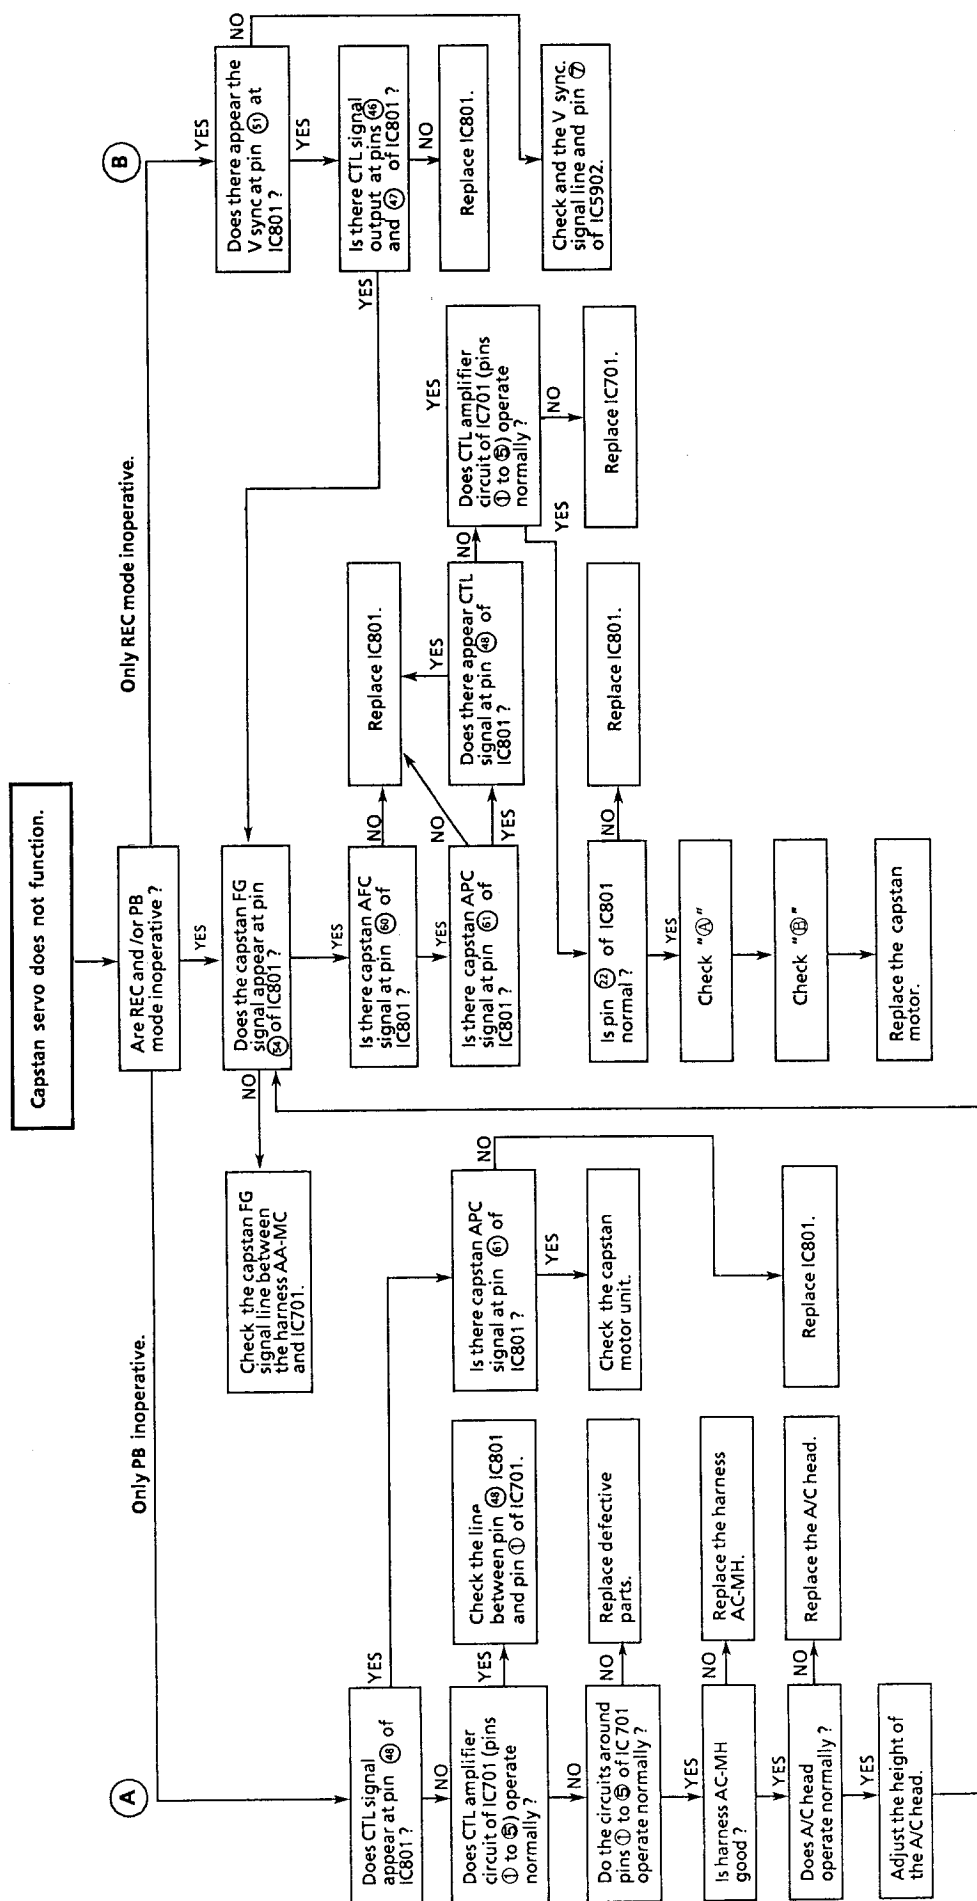 Capstan servo does not function.
Only PB inoperative.
Only REC mode inoperative.
Are REC and /or PB
mode inoperative ?
YES
A
Does CTL signal
appear at pin 48 of
IC801 ?
YES
NO
Does CTL amplifier
circuit of IC701 (pins
① to ⑤) operate
normally ?
YES
Check the line
between pin 48 IC801
and pin ① of IC701.
NO
Do the circuits around
pins ① to ⑤ of IC 701
operate normally ?
NO
Replace defective
parts.
YES
Is harness AC-MH
good ?
NO
Replace the harness
AC-MH.
YES
Does A/C head
operate normally ?
NO
Replace the A/C head.
YES
Adjust the height of
the A/C head.
Is there capstan APC
signal at pin 61 of
IC801 ?
NO
YES
Check the capstan
motor unit.
Replace IC801.
Does the capstan FG
signal appear at pin
54 of IC801 ?
NO
Check the capstan FG
signal line between
the harness AA-MC
and IC701.
YES
Is there capstan AFC
signal at pin 60 of
IC801 ?
NO
Replace IC801.
YES
Is there capstan APC
signal at pin 61 of
IC801 ?
NO
YES
Does there appear CTL
signal at pin 48 of
IC801 ?
YES
NO
Does CTL amplifier
circuit of IC701 (pins
① to ⑤) operate
normally ?
YES
YES
NO
Replace IC701.
Is pin 22 of IC801
normal ?
NO
Replace IC801.
YES
Check "Ⓐ"
Check "Ⓑ"
Replace the capstan
motor.
B
YES
Does there appear the
V sync at pin 51 at
IC801 ?
NO
YES
Is there CTL signal
output at pins 46
and 47 of IC801 ?
YES
NO
Replace IC801.
Check and the V sync.
signal line and pin ⑦
of IC5902.